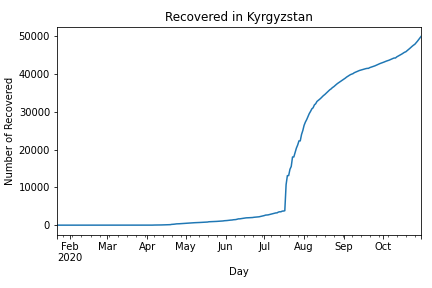 Recovered in Kyrgyzstan
Number of Recovered
50000
40000
30000
20000
10000
0
Feb Mar Apr May Jun Jul Aug Sep Oct
2020
Day